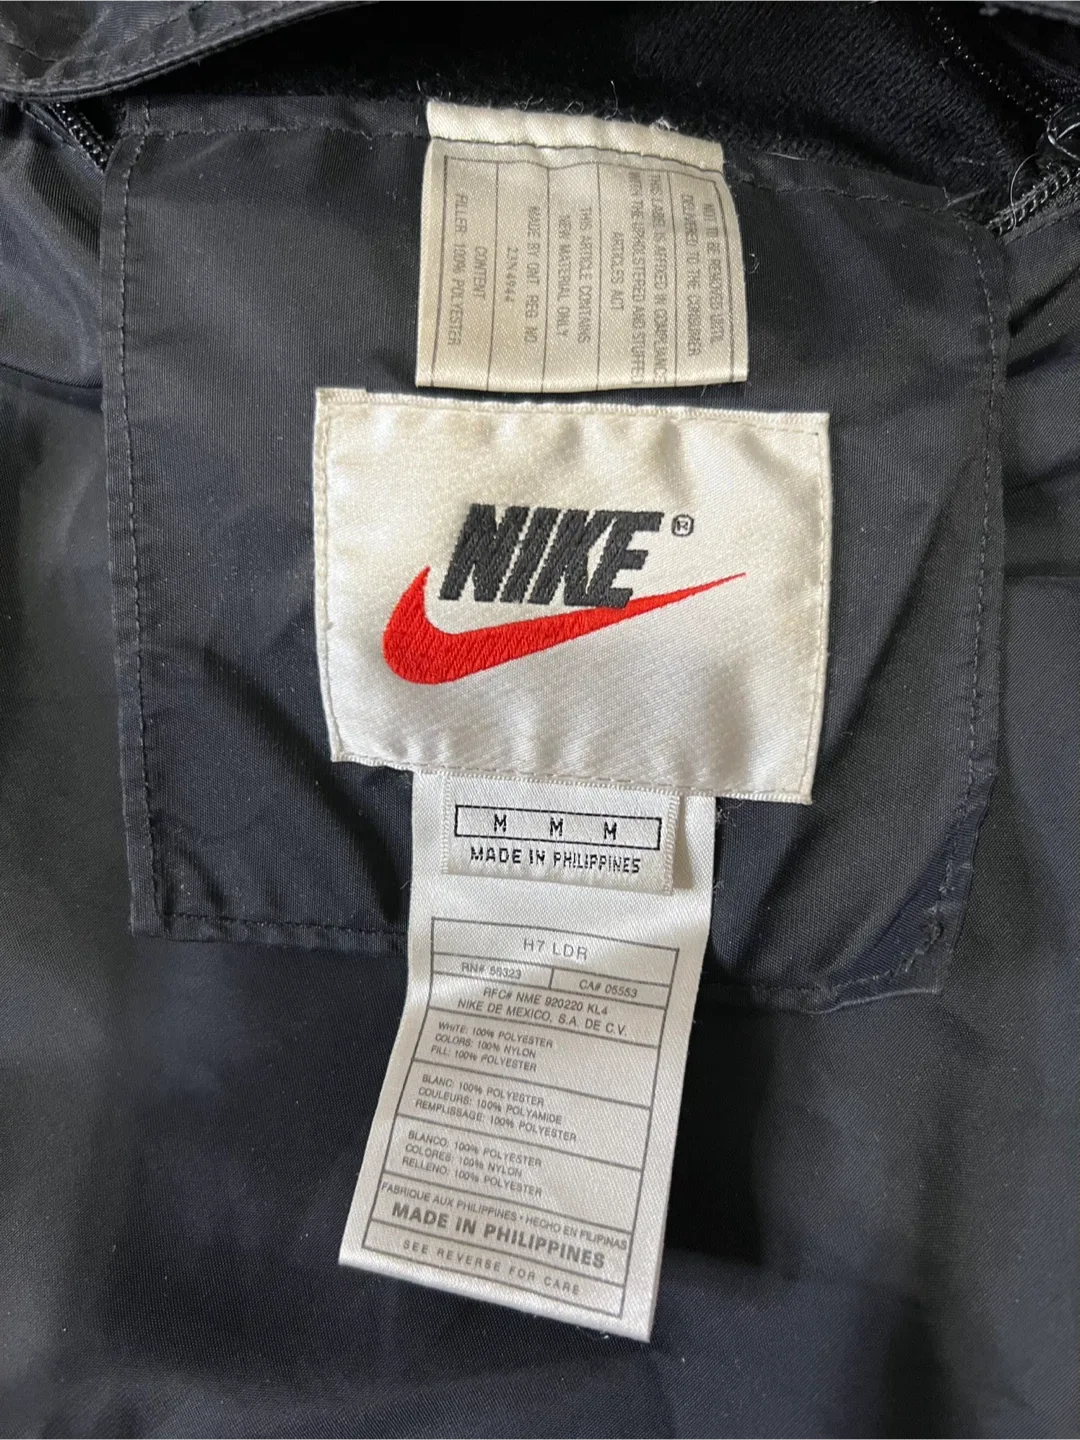 NOT TO BE REMOVED UNTIL
DELIVERED TO THE CONSUMER
THIS LABEL IS AFFIXED IN COMPLIANCE
WITH THE UPHOLSTERED AND STUFFED
ARTICLES ACT
THIS ARTICLE CONTAINS
NEW MATERIAL ONLY
MADE BY ONT REG NO
23N4944
CONTENT
FILLER: 100% POLYESTER
NIKE®
M M M
MADE IN PHILIPPINES
H7 LDR
RN# 56323
CA# 05553
RFC# NME 920220 KL4
NIKE DE MEXICO, S.A. DE C.V.
WHITE: 100% POLYESTER
COLORS: 100% NYLON
FILL: 100% POLYESTER
BLANC: 100% POLYESTER
COULEURS: 100% POLYAMIDE
REMPLISSAGE: 100% POLYESTER
BLANCO: 100% POLYESTER
COLORES: 100% NYLON
RELLENO: 100% POLYESTER
FABRIQUE AUX PHILIPPINES • HECHO EN FILIPINAS
MADE IN PHILIPPINES
SEE REVERSE FOR CARE